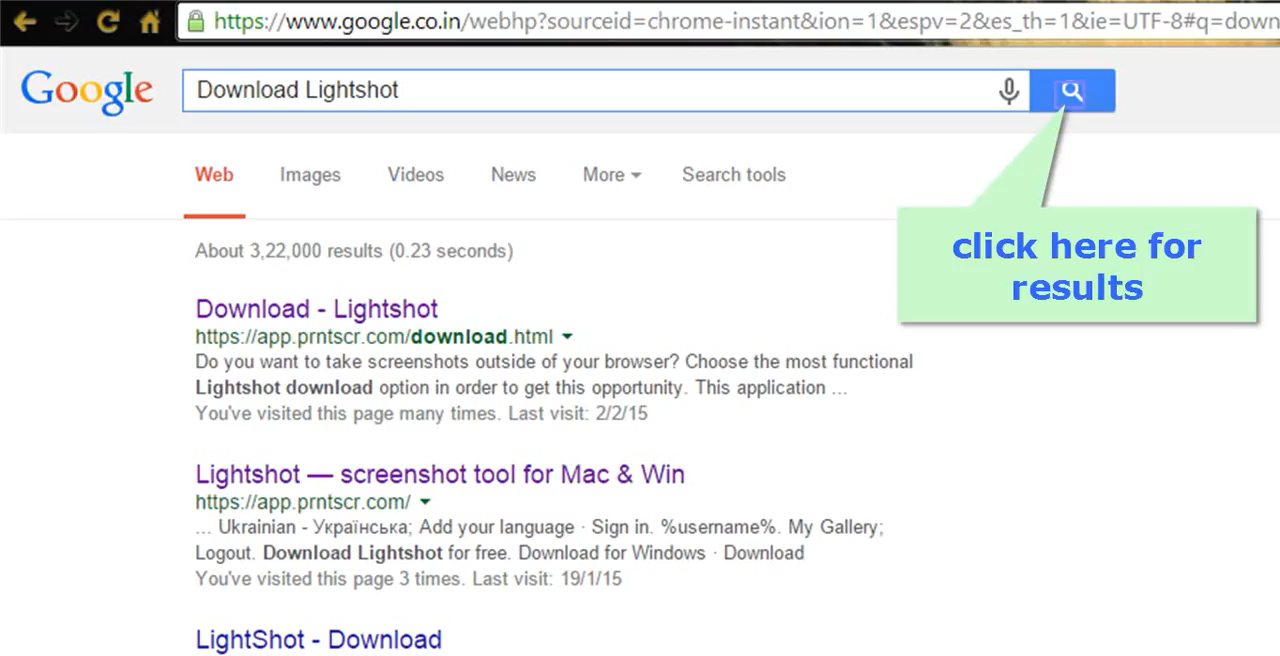 https://www.google.co.in/webhp?sourceid=chrome-instant&ion=1&espv=2&es_th=1&ie=UTF-8#q=down
Google
Download Lightshot
Web Images Videos News More Search tools
About 3,22,000 results (0.23 seconds)
click here for
results
Download - Lightshot
https://app.prntscr.com/download.html
Do you want to take screenshots outside of your browser? Choose the most functional
Lightshot download option in order to get this opportunity. This application ...
You've visited this page many times. Last visit: 2/2/15
Lightshot — screenshot tool for Mac & Win
https://app.prntscr.com/
... Ukrainian - Українська; Add your language · Sign in. %username%. My Gallery;
Logout. Download Lightshot for free. Download for Windows · Download
You've visited this page 3 times. Last visit: 19/1/15
LightShot - Download